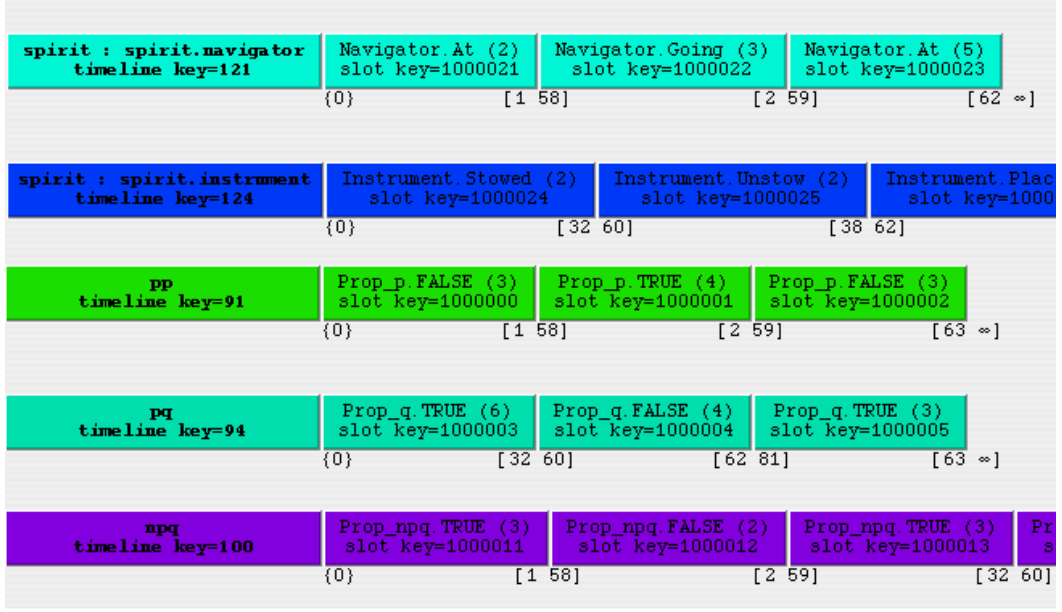 spirit : spirit.navigator Navigator.At (2) Navigator.Going (3) Navigator.At (5)
timeline key=121 slot key=1000021 slot key=1000022 slot key=1000023
{0} [1 58] [2 59] [62 ∞]
spirit : spirit.instrument Instrument.Stowed (2) Instrument.Unstow (2) Instrument.Plac
timeline key=124 slot key=1000024 slot key=1000025 slot key=1000
{0} [32 60] [38 62]
pp Prop_p.FALSE (3) Prop_p.TRUE (4) Prop_p.FALSE (3)
timeline key=91 slot key=1000000 slot key=1000001 slot key=1000002
{0} [1 58] [2 59] [63 ∞]
pq Prop_q.TRUE (6) Prop_q.FALSE (4) Prop_q.TRUE (3)
timeline key=94 slot key=1000003 slot key=1000004 slot key=1000005
{0} [32 60] [62 81] [63 ∞]
npq Prop_npq.TRUE (3) Prop_npq.FALSE (2) Prop_npq.TRUE (3) Pr
timeline key=100 slot key=1000011 slot key=1000012 slot key=1000013 s
{0} [1 58] [2 59] [32 60]